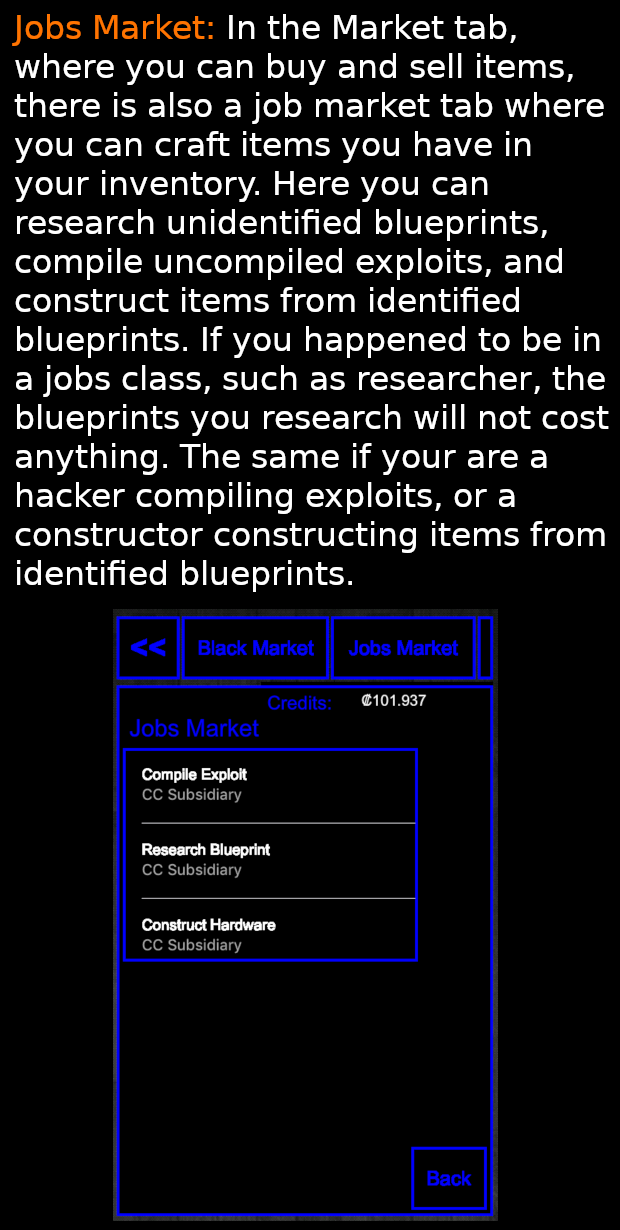 Jobs Market: In the Market tab,
where you can buy and sell items,
there is also a job market tab where
you can craft items you have in
your inventory. Here you can
research unidentified blueprints,
compile uncompiled exploits, and
construct items from identified
blueprints. If you happened to be in
a jobs class, such as researcher, the
blueprints you research will not cost
anything. The same if your are a
hacker compiling exploits, or a
constructor constructing items from
identified blueprints.
<< Black Market Jobs Market
Credits: ₡101.937
Jobs Market
Compile Exploit
CC Subsidiary
Research Blueprint
CC Subsidiary
Construct Hardware
CC Subsidiary
Back